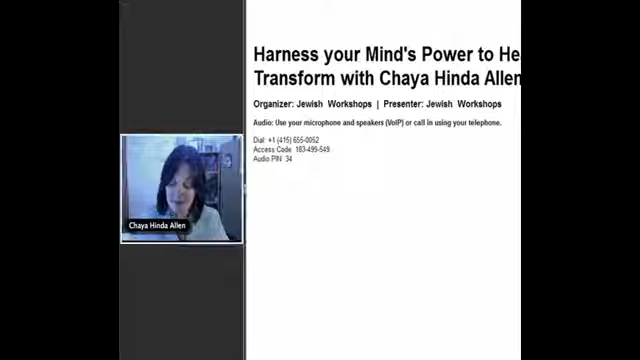 Harness your Mind's Power to He
Transform with Chaya Hinda Allen
Organizer: Jewish Workshops | Presenter: Jewish Workshops
Audio: Use your microphone and speakers (VoIP) or call in using your telephone.
Dial: +1 (415) 655-0052
Access Code 183-499-549
Audio PIN 34
Chaya Hinda Allen